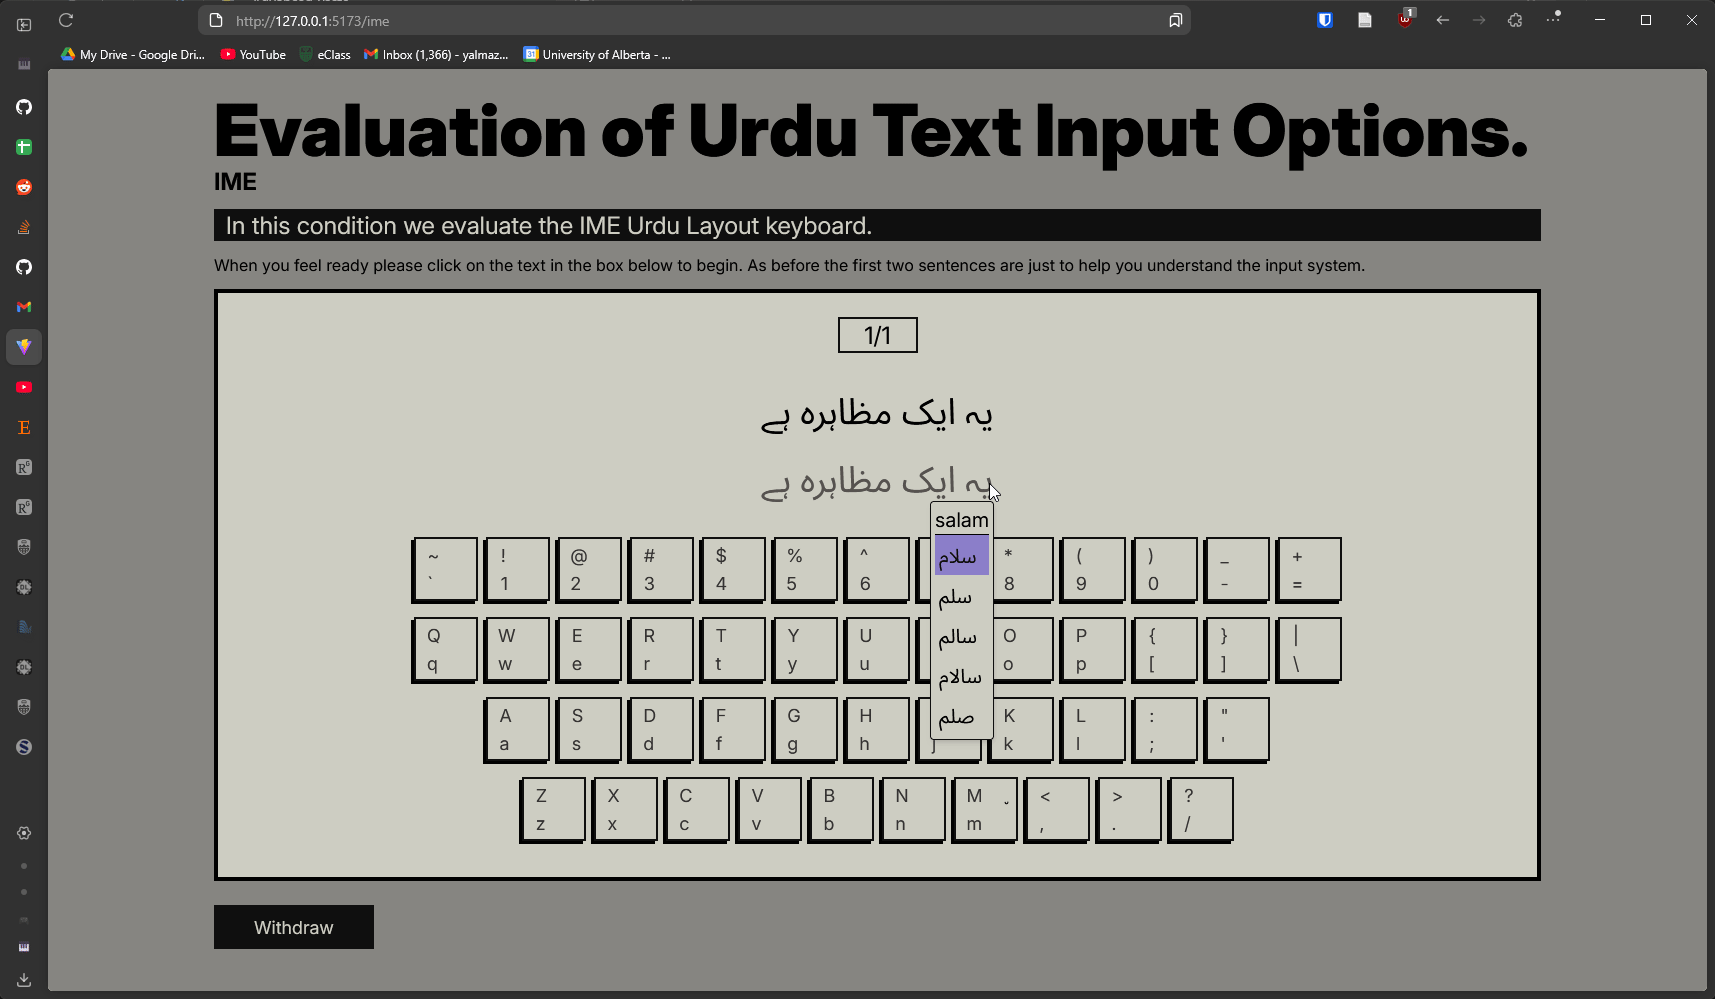 http://127.0.0.1:5173/ime
1
My Drive - Google Dri...
YouTube
eClass
Inbox (1,366) - yalmaz...
31
University of Alberta - ...
Evaluation of Urdu Text Input Options.
IME
In this condition we evaluate the IME Urdu Layout keyboard.
When you feel ready please click on the text in the box below to begin. As before the first two sentences are just to help you understand the input system.
1/1
یہ ایک مظاہرہ ہے
یہ ایک مظاہرہ ہے
salam
سلام
سلم
سالم
سالام
صلم
~ ! @ # $ % ^ * ( ) _ +
` 1 2 3 4 5 6 8 9 0 - =
Q W E R T Y U O P { } |
q w e r t y u o p [ ] \
A S D F G H K L : "
a s d f g h j k l ; '
Z X C V B N M < > ?
z x c v b n m , . /
Withdraw